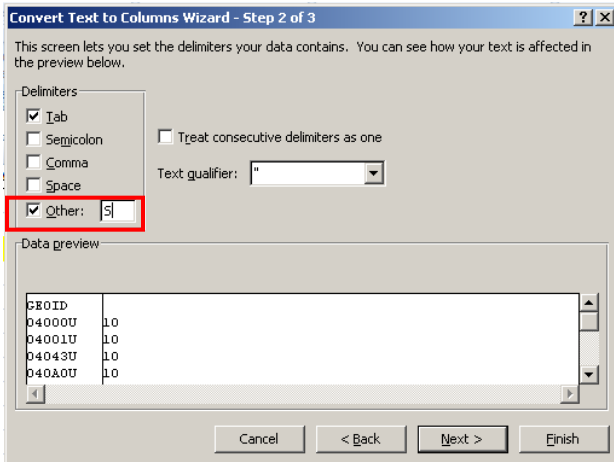 Convert Text to Columns Wizard - Step 2 of 3
This screen lets you set the delimiters your data contains. You can see how your text is affected in
the preview below.
Delimiters
Tab
Semicolon
Comma
Space
Other: S
Treat consecutive delimiters as one
Text qualifier: "
Data preview
GEOID
04000U 10
04001U 10
04043U 10
040A0U 10
Cancel < Back Next > Finish